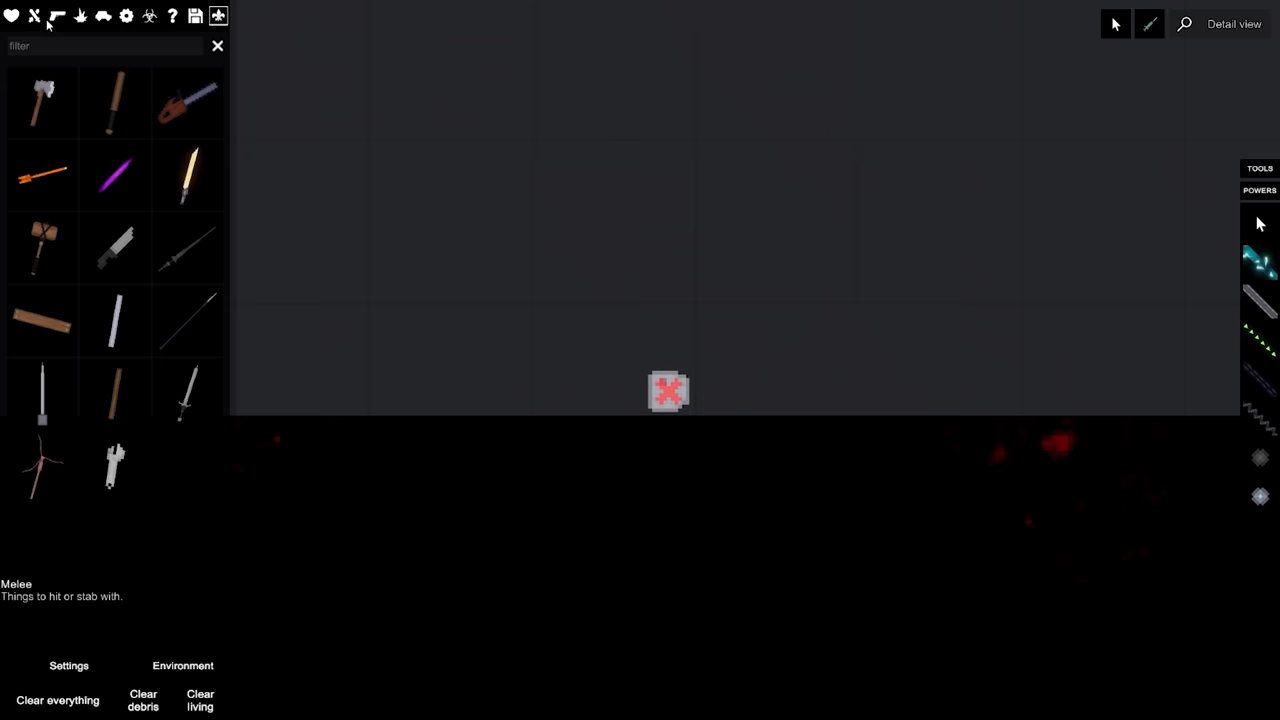 filter
Detail view
TOOLS
POWERS
Melee
Things to hit or stab with.
Settings
Environment
Clear everything
Clear
debris
Clear
living